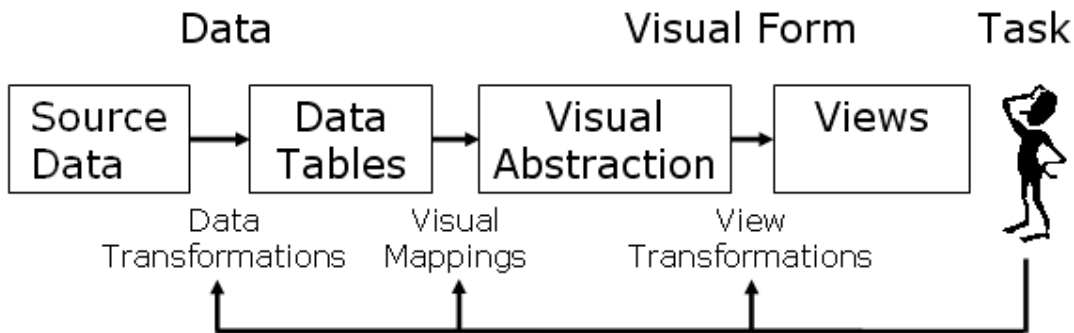 Data
Visual Form
Task
Source
Data
Data
Tables
Visual
Abstraction
Views
Data
Transformations
Visual
Mappings
View
Transformations